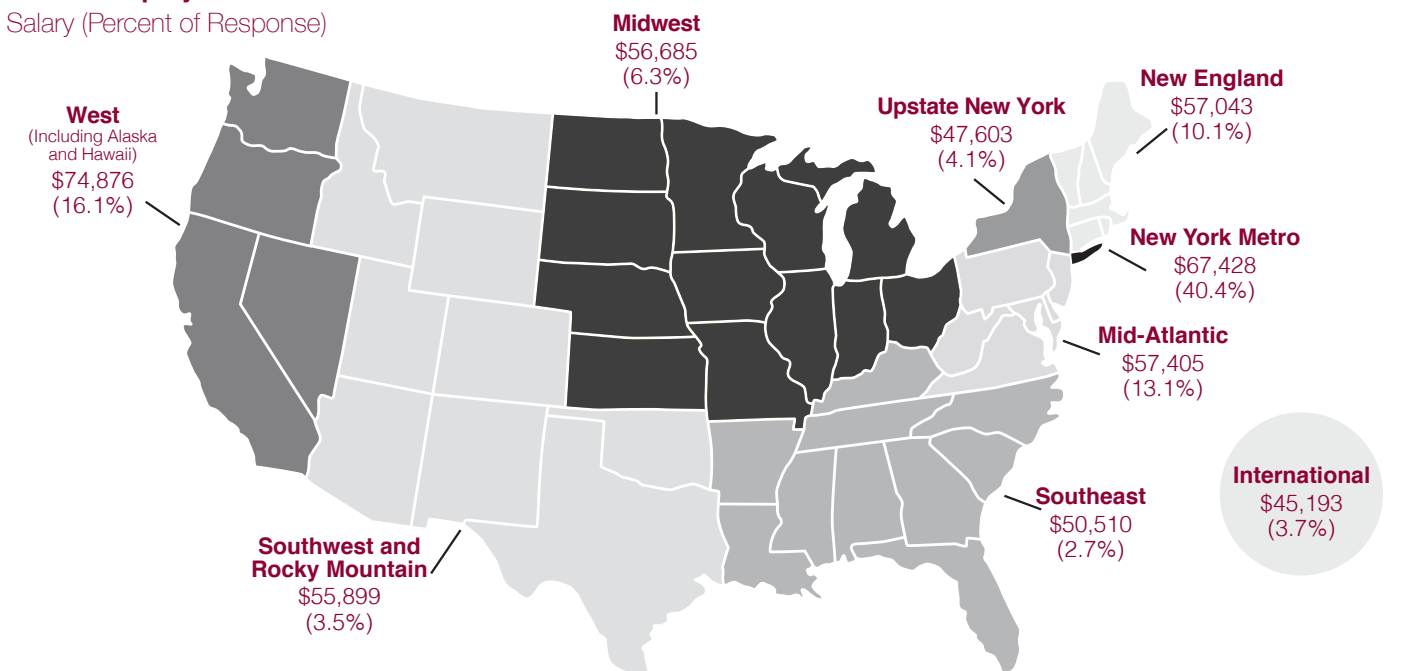 Salary (Percent of Response)
Midwest
$56,685
(6.3%)
New England
$57,043
(10.1%)
Upstate New York
$47,603
(4.1%)
West
(Including Alaska
and Hawaii)
$74,876
(16.1%)
New York Metro
$67,428
(40.4%)
Mid-Atlantic
$57,405
(13.1%)
International
$45,193
(3.7%)
Southeast
$50,510
(2.7%)
Southwest and
Rocky Mountain
$55,899
(3.5%)